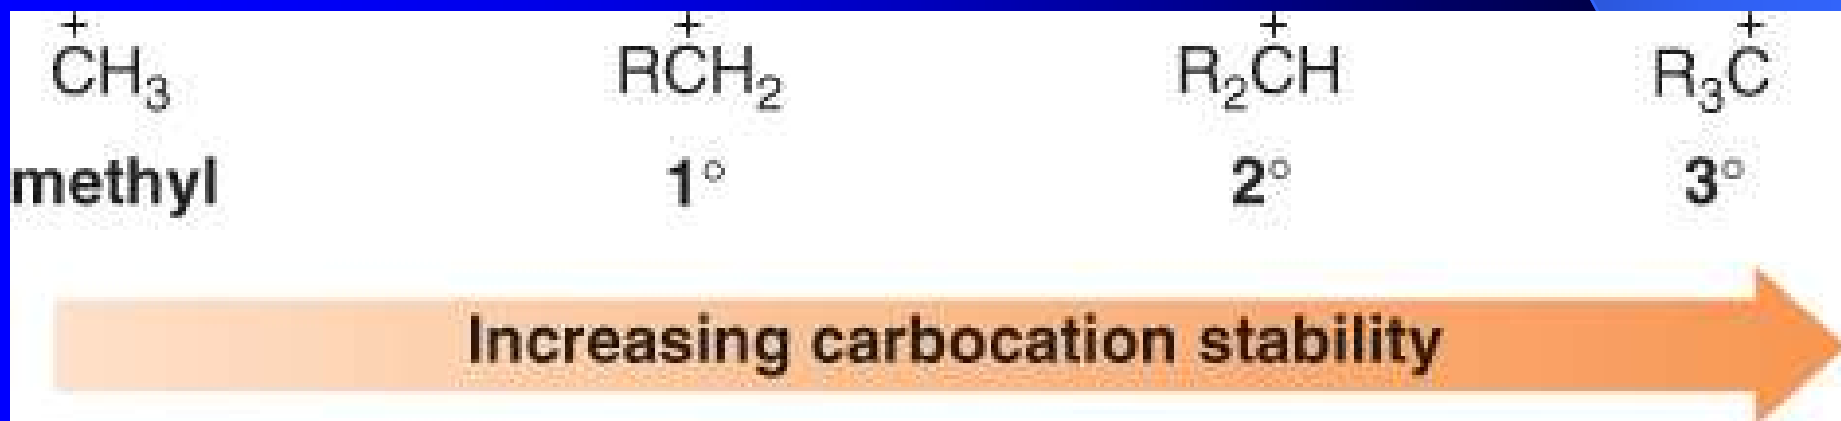 + + + +
CH₃ RCH₂ R₂CH R₃C
methyl 1° 2° 3°
Increasing carbocation stability